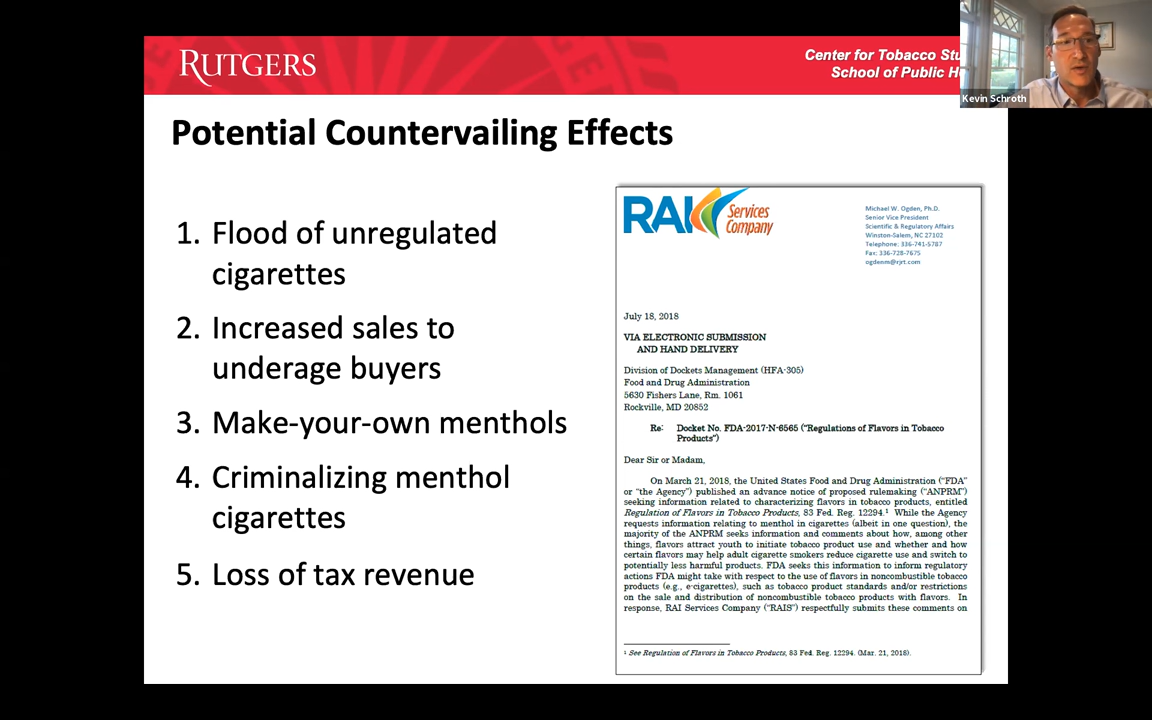 RUTGERS
Center for Tobacco Stu
School of Public H
Kevin Schroth
Potential Countervailing Effects
1. Flood of unregulated
cigarettes
2. Increased sales to
underage buyers
3. Make-your-own menthols
4. Criminalizing menthol
cigarettes
5. Loss of tax revenue
RAI Services
Company
Michael W. Ogden, Ph.D.
Senior Vice President
Scientific & Regulatory Affairs
Winston-Salem, NC 27102
Telephone: 336-741-5787
Fax: 336-728-7675
ogdenm@rjrt.com
July 18, 2018
VIA ELECTRONIC SUBMISSION
AND HAND DELIVERY
Division of Dockets Management (HFA-305)
Food and Drug Administration
5630 Fishers Lane, Rm. 1061
Rockville, MD 20852
Re: Docket No. FDA-2017-N-6565 ("Regulations of Flavors in Tobacco
Products")
Dear Sir or Madam,
On March 21, 2018, the United States Food and Drug Administration ("FDA"
or "the Agency") published an advance notice of proposed rulemaking ("ANPRM")
seeking information related to characterizing flavors in tobacco products, entitled
Regulation of Flavors in Tobacco Products, 83 Fed. Reg. 12294.¹ While the Agency
requests information relating to menthol in cigarettes (albeit in one question), the
majority of the ANPRM seeks information and comments about how, among other
things, flavors attract youth to initiate tobacco product use and whether and how
certain flavors may help adult cigarette smokers reduce cigarette use and switch to
potentially less harmful products. FDA seeks this information to inform regulatory
actions FDA might take with respect to the use of flavors in noncombustible tobacco
products (e.g., e-cigarettes), such as tobacco product standards and/or restrictions
on the sale and distribution of noncombustible tobacco products with flavors. In
response, RAI Services Company ("RAIS") respectfully submits these comments on
¹ See Regulation of Flavors in Tobacco Products, 83 Fed. Reg. 12294. (Mar. 21, 2018).